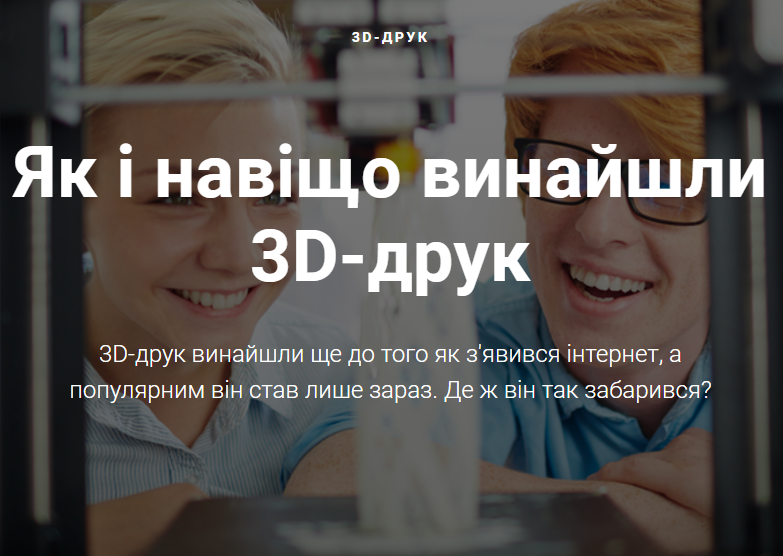 3D-ДРУК
Як і навіщо винайшли
3D-друк
3D-друк винайшли ще до того як з'явився інтернет, а
популярним він став лише зараз. Де ж він так забарився?